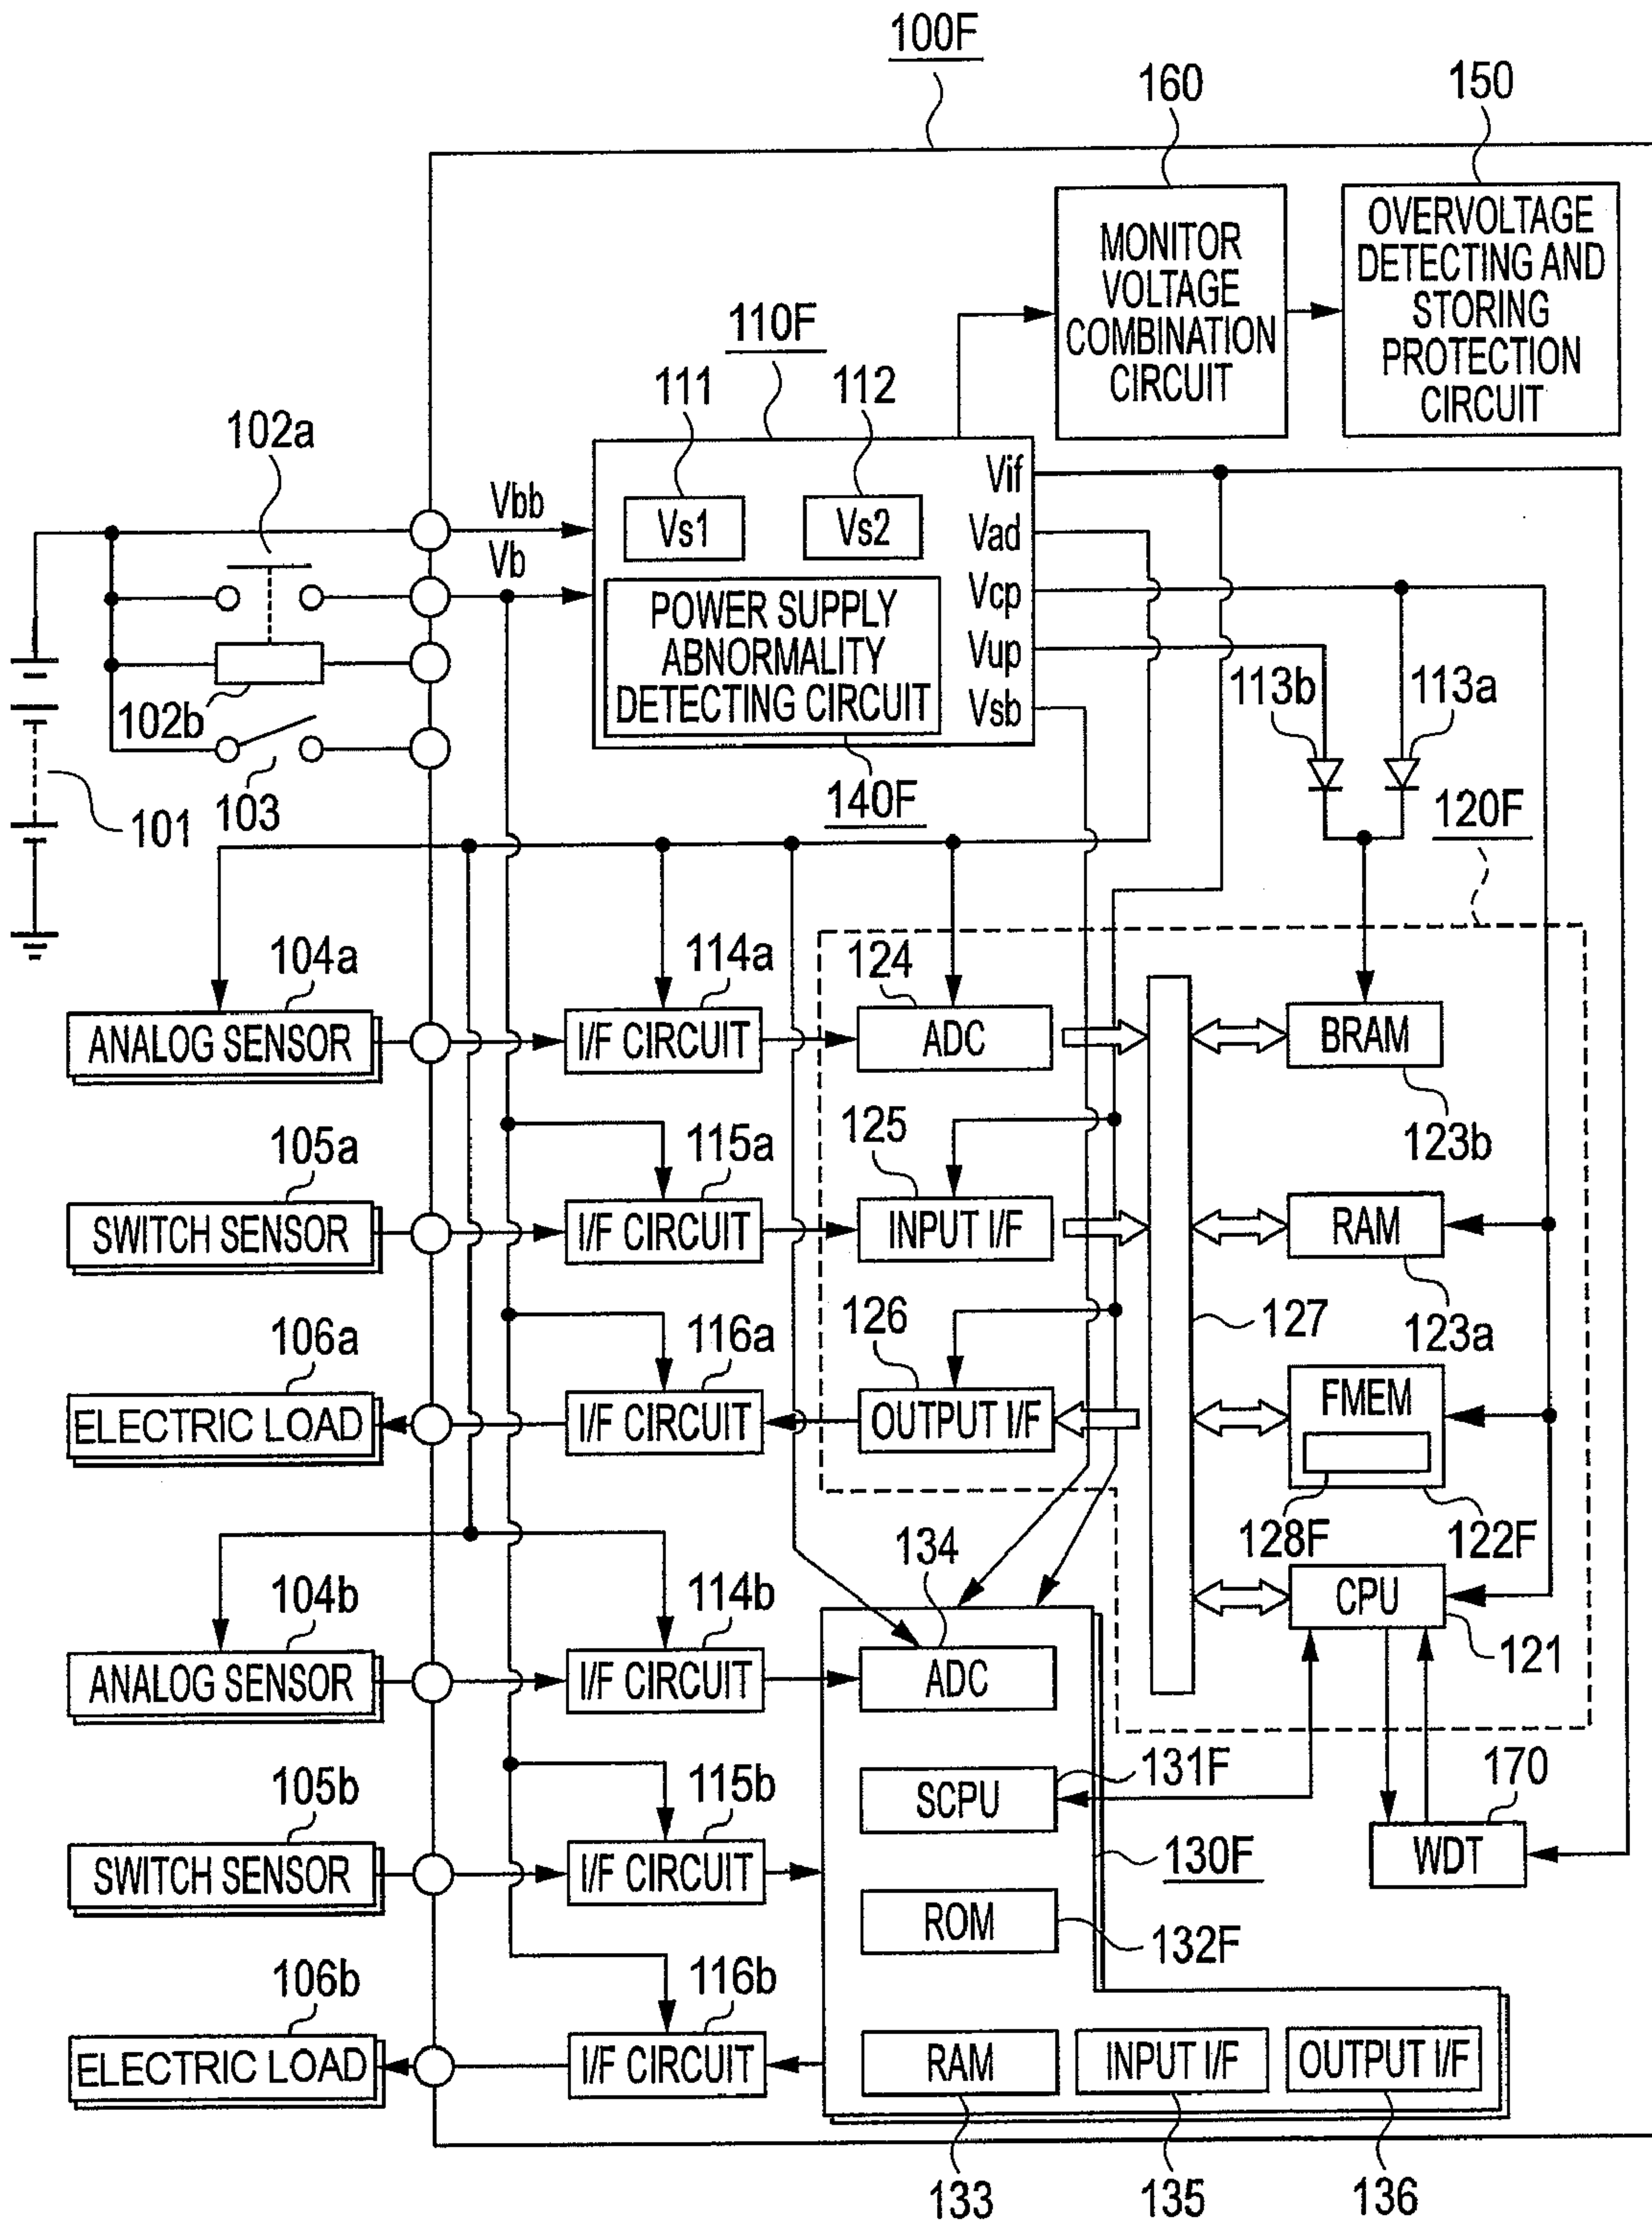 100F
160
150
MONITOR
VOLTAGE
COMBINATION
CIRCUIT
OVERVOLTAGE
DETECTING AND
STORING
PROTECTION
CIRCUIT
110F
111
112
102a
Vbb
Vb
Vs1
Vs2
Vif
Vad
Vcp
Vup
Vsb
POWER SUPPLY
ABNORMALITY
DETECTING CIRCUIT
102b
103
101
140F
113b
113a
120F
104a
114a
124
ANALOG SENSOR
I/F CIRCUIT
ADC
BRAM
123b
105a
115a
125
SWITCH SENSOR
I/F CIRCUIT
INPUT I/F
RAM
127
123a
106a
116a
126
ELECTRIC LOAD
I/F CIRCUIT
OUTPUT I/F
FMEM
128F
122F
134
104b
114b
CPU
121
ANALOG SENSOR
I/F CIRCUIT
ADC
105b
115b
131F
170
SCPU
SWITCH SENSOR
I/F CIRCUIT
130F
WDT
ROM
132F
106b
116b
ELECTRIC LOAD
I/F CIRCUIT
RAM
INPUT I/F
OUTPUT I/F
133
135
136